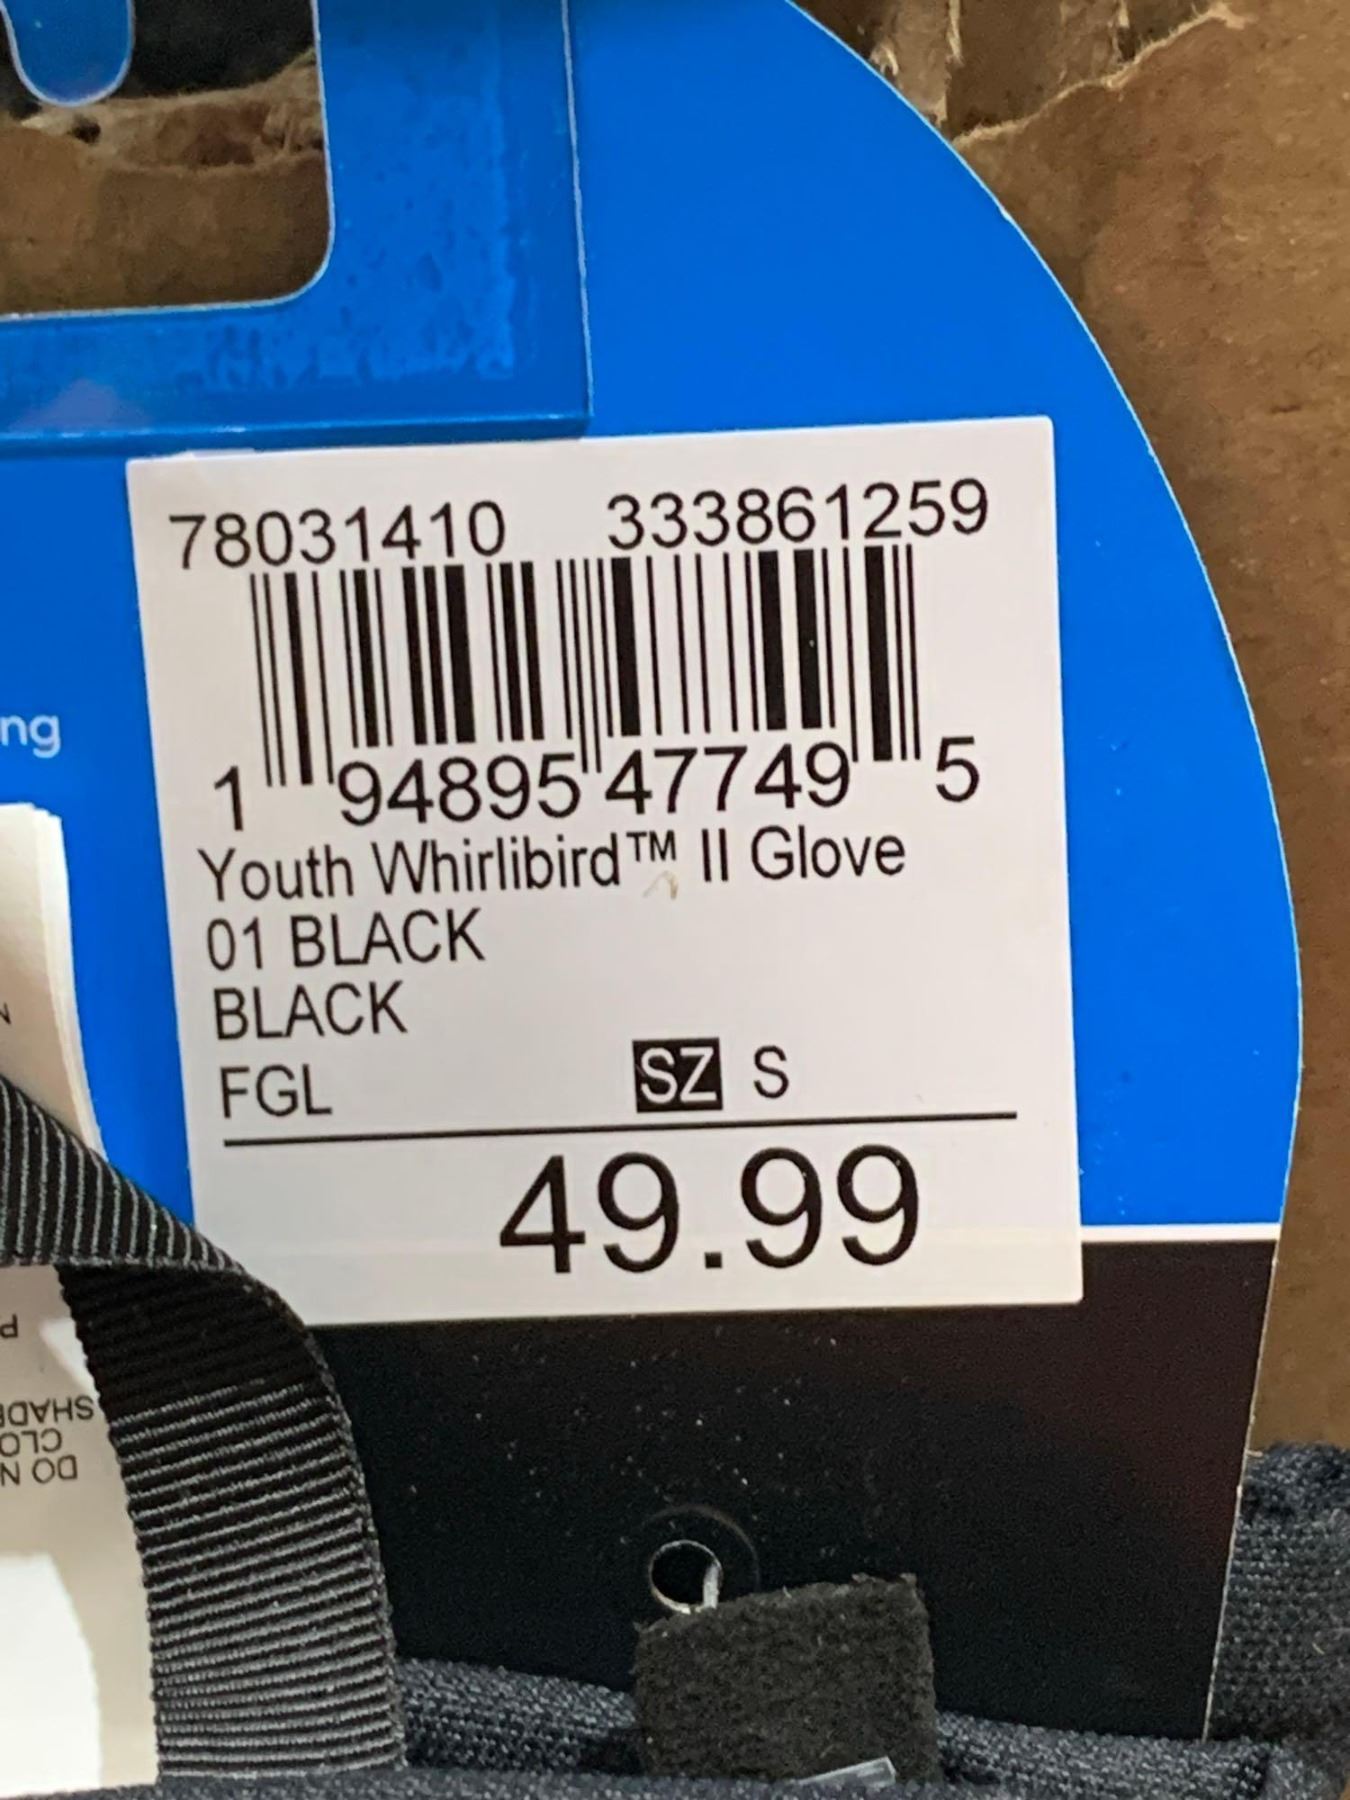 78031410 333861259
1 94895 47749 5
ng
Youth Whirlibird™ II Glove
01 BLACK
BLACK
FGL SZ S
49.99
DO N
CLO
SHADE